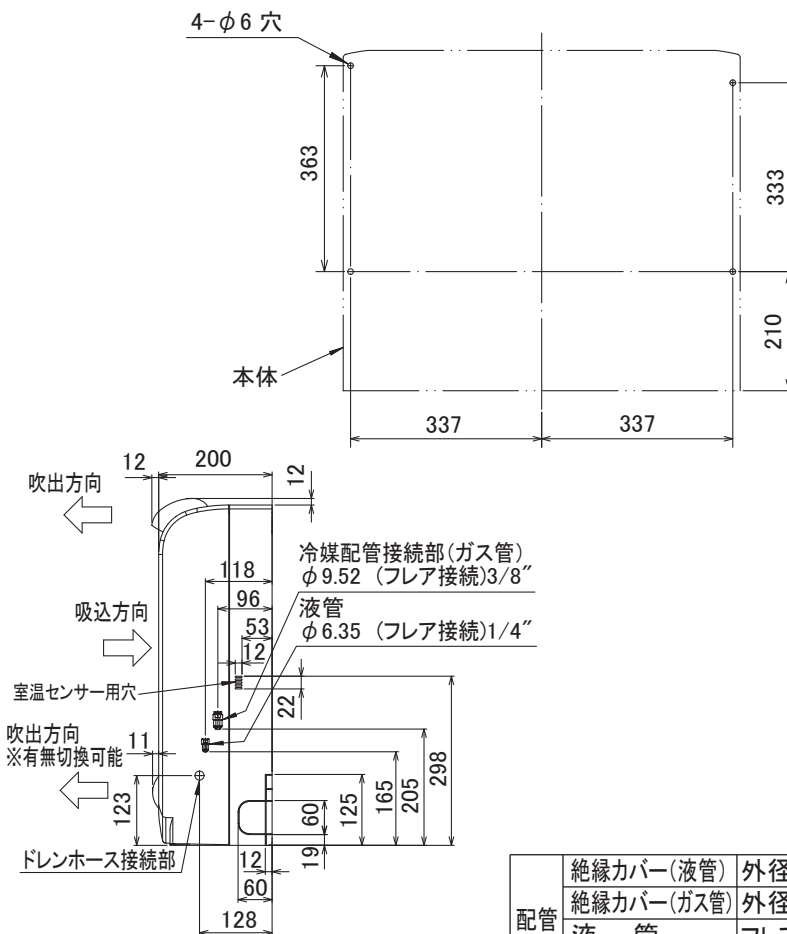 4-φ6 穴
363
333
210
本体
337
337
12
200
12
吹出方向
冷媒配管接続部(ガス管)
φ9.52 (フレア接続)3/8″
118
96
液管
φ6.35 (フレア接続)1/4″
吸込方向
53
12
室温センサー用穴
22
吹出方向
※有無切換可能
11
298
205
165
125
123
60
19
ドレンホース接続部
12
60
128
配管
絶縁カバー(液管) 外径
絶縁カバー(ガス管) 外径
液 管